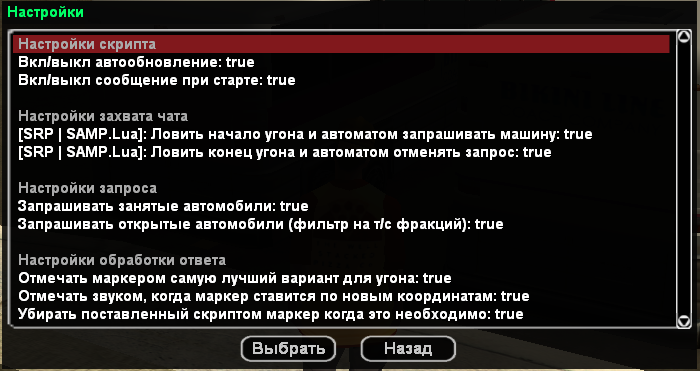 Настройки
Настройки скрипта
Вкл/выкл автообновление: true
Вкл/выкл сообщение при старте: true
Настройки захвата чата
[SRP | SAMP.Lua]: Ловить начало угона и автоматом запрашивать машину: true
[SRP | SAMP.Lua]: Ловить конец угона и автоматом отменять запрос: true
Настройки запроса
Запрашивать занятые автомобили: true
Запрашивать открытые автомобили (фильтр на т/с фракций): true
Настройки обработки ответа
Отмечать маркером самую лучший вариант для угона: true
Отмечать звуком, когда маркер ставится по новым координатам: true
Убирать поставленный скриптом маркер когда это необходимо: true
Выбрать Назад